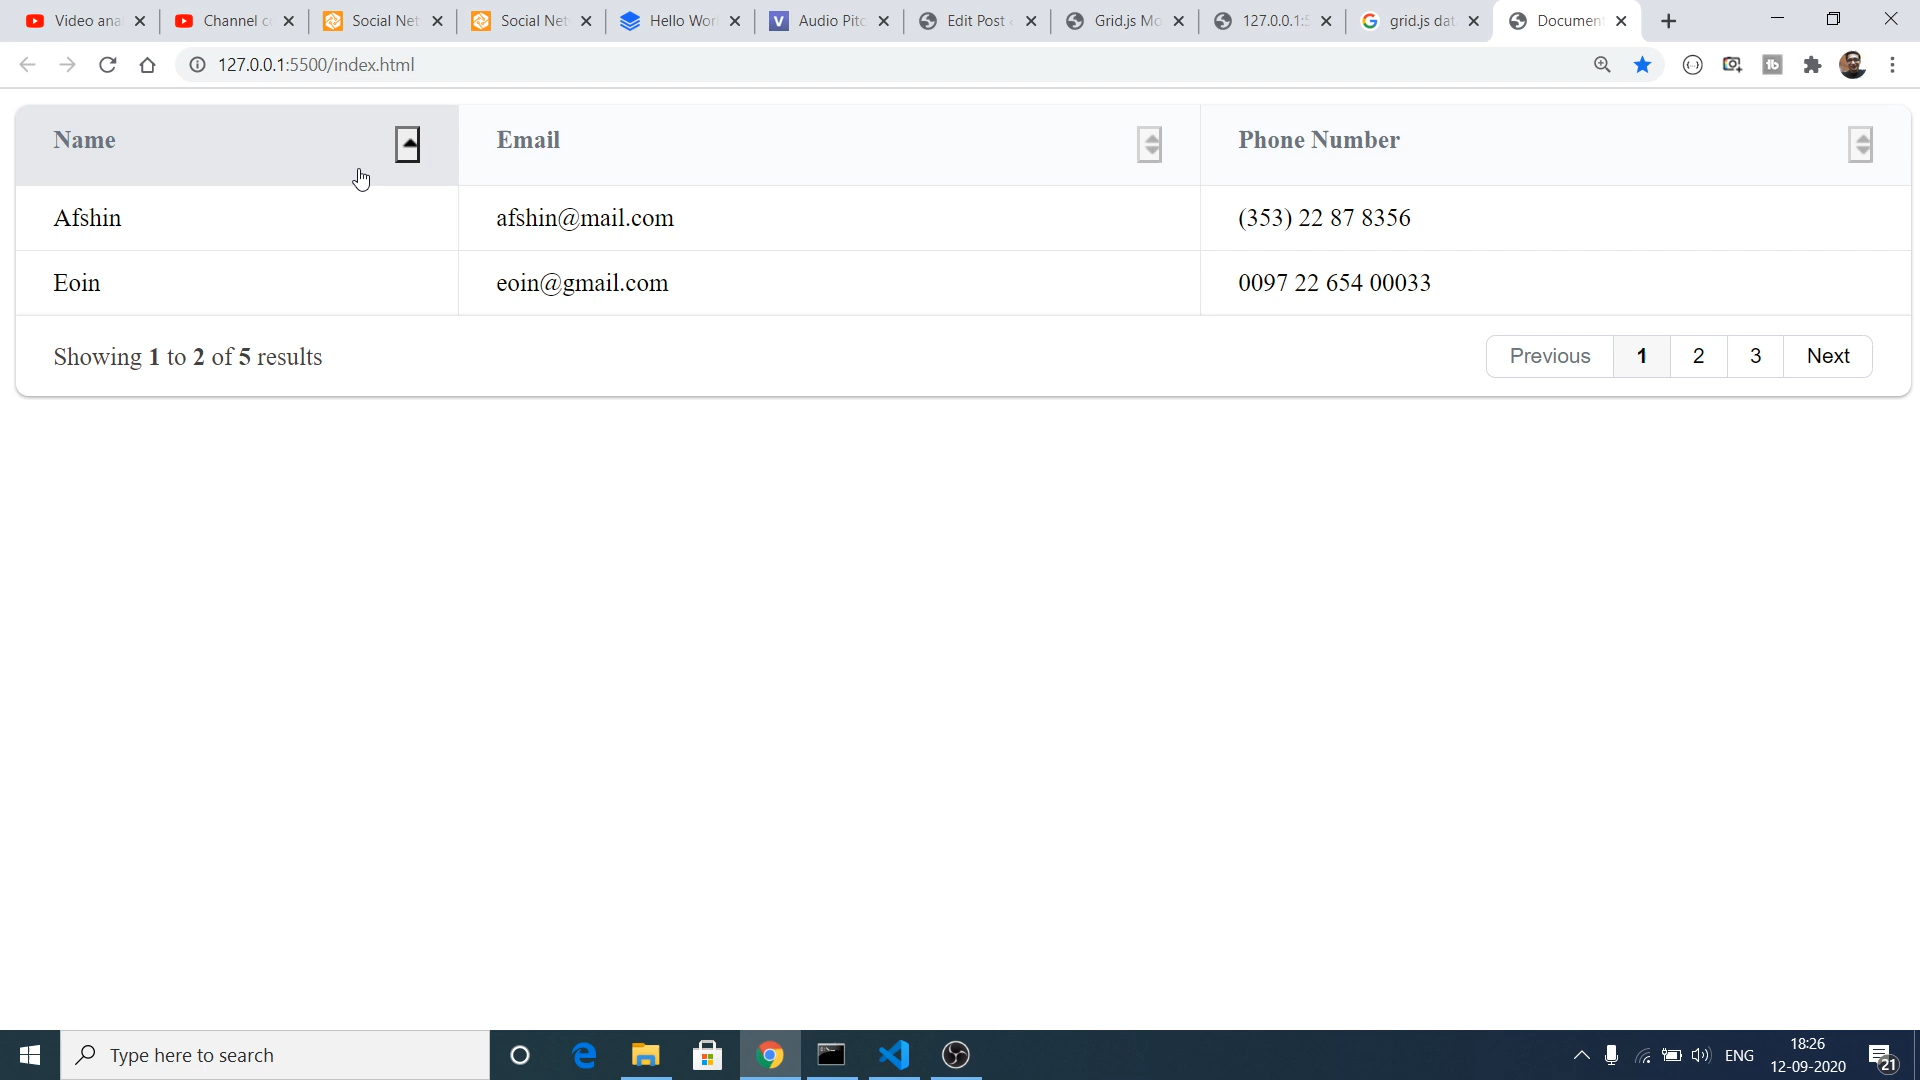 Video ana Channel c Social Net Social Net Hello Wor V Audio Pitc Edit Post Grid.js Mo 127.0.0.1:5 grid.js dat Document
127.0.0.1:5500/index.html
Name Email Phone Number
Afshin afshin@mail.com (353) 22 87 8356
Eoin eoin@gmail.com 0097 22 654 00033
Showing 1 to 2 of 5 results Previous 1 2 3 Next
Type here to search ENG 18:26
12-09-2020 21